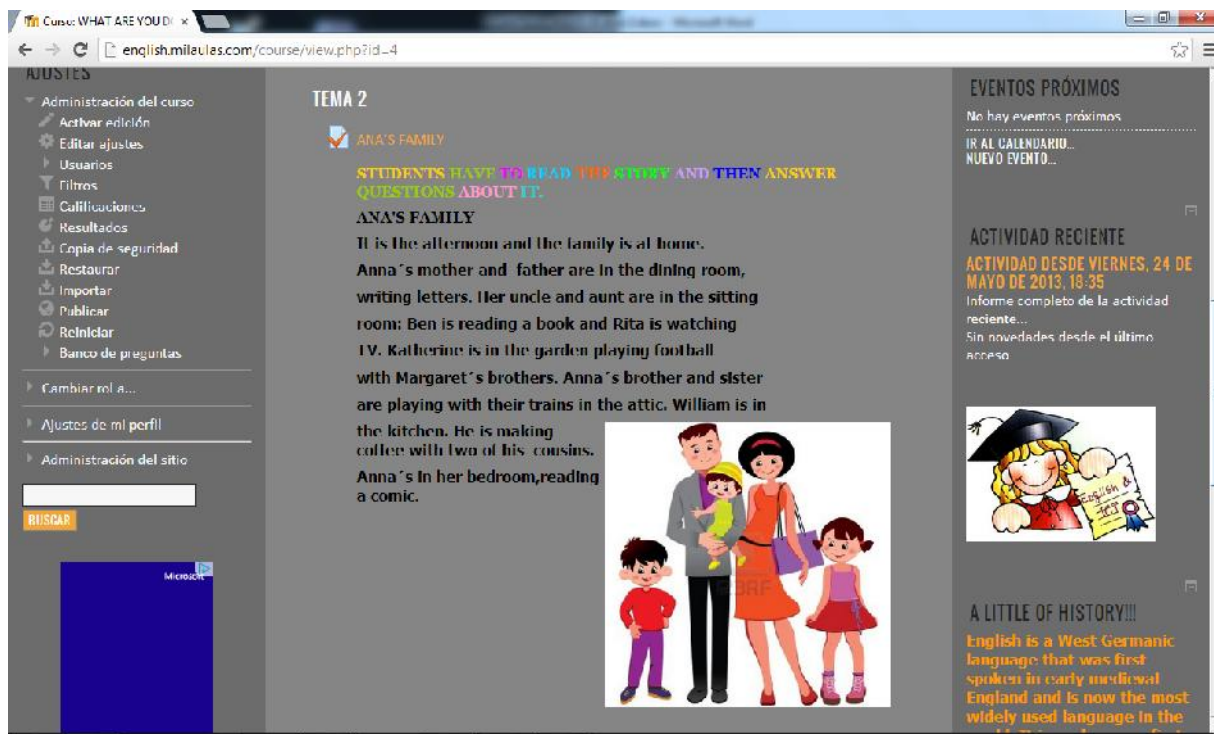 Curso: WHAT ARE YOU D
english.milaulas.com/course/view.php?id=4
AJUSTES
Administración del curso
Activar edición
Editar ajustes
Usuarios
Filtros
Calificaciones
Resultados
Copia de seguridad
Restaurar
Importar
Publicar
Reiniciar
Banco de preguntas
Cambiar rol a...
Ajustes de mi perfil
Administración del sitio
BUSCAR
Microsoft
TEMA 2
ANA'S FAMILY
STUDENTS HAVE TO READ THE STORY AND THEN ANSWER
QUESTIONS ABOUT IT.
ANA'S FAMILY
It is the afternoon and the family is at home.
Anna´s mother and father are in the dining room,
writing letters. Her uncle and aunt are in the sitting
room: Ben is reading a book and Rita is watching
TV. Katherine is in the garden playing football
with Margaret´s brothers. Anna´s brother and sister
are playing with their trains in the attic. William is in
the kitchen. He is making
coffee with two of his cousins.
Anna´s in her bedroom,reading
a comic.
EVENTOS PRÓXIMOS
No hay eventos próximos
IR AL CALENDARIO...
NUEVO EVENTO...
ACTIVIDAD RECIENTE
ACTIVIDAD DESDE VIERNES, 24 DE
MAYO DE 2013, 18:35
Informe completo de la actividad
reciente...
Sin novedades desde el último
acceso
English &
ICT
A LITTLE OF HISTORY!!!
English is a West Germanic
language that was first
spoken in early medieval
England and is now the most
widely used language in the